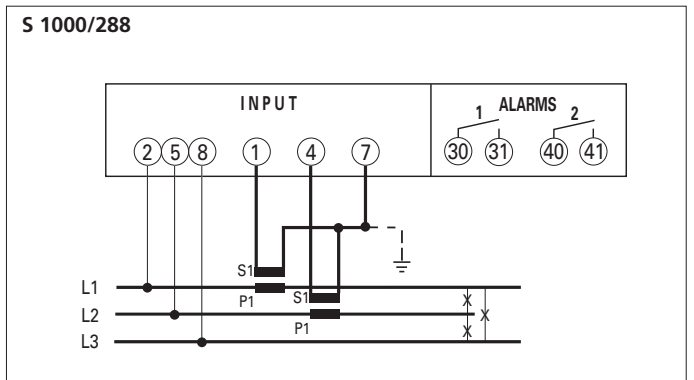 S 1000/288
INPUT
ALARMS
1 2
2 5 8 1 4 7 30 31 40 41
S1
L1
P1 S1
L2
P1
L3
X
X
X